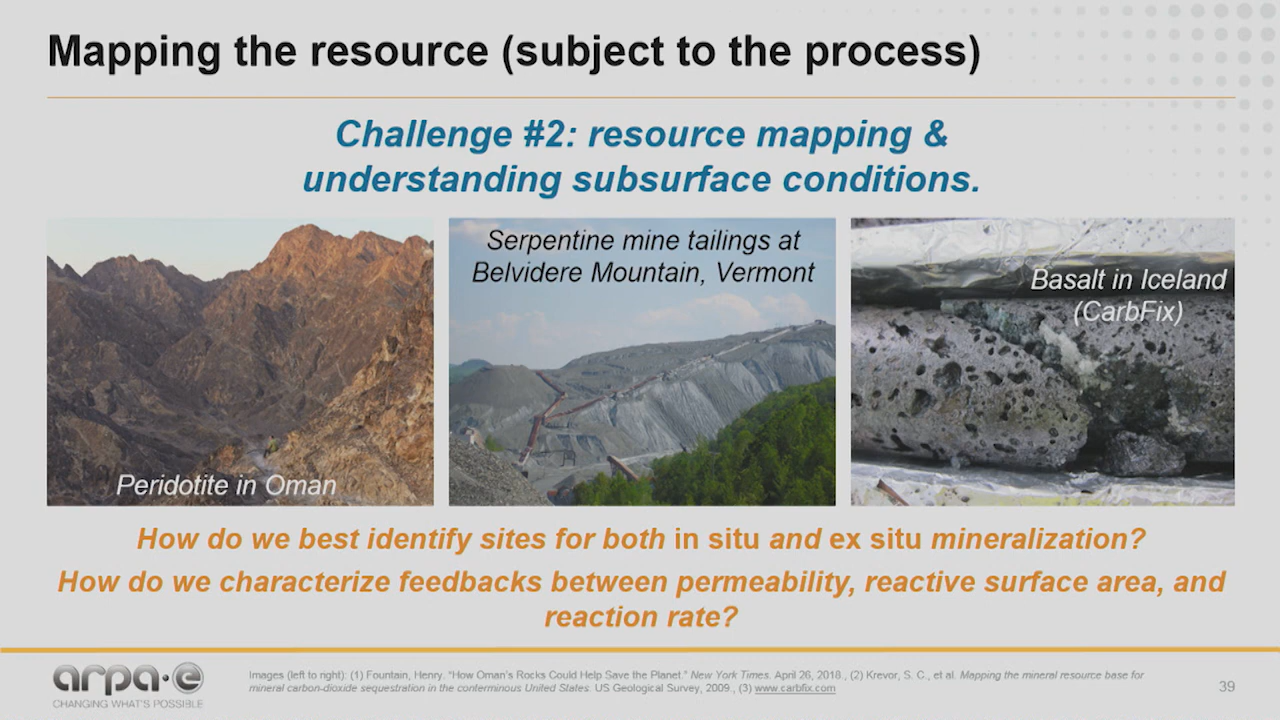 Mapping the resource (subject to the process)
Challenge #2: resource mapping &
understanding subsurface conditions.
Peridotite in Oman
Serpentine mine tailings at
Belvidere Mountain, Vermont
Basalt in Iceland
(CarbFix)
How do we best identify sites for both in situ and ex situ mineralization?
How do we characterize feedbacks between permeability, reactive surface area, and
reaction rate?
arpa·e
CHANGING WHAT'S POSSIBLE
Images (left to right): (1) Fountain, Henry. "How Oman's Rocks Could Help Save the Planet." New York Times. April 26, 2018., (2) Krevor, S. C., et al. Mapping the mineral resource base for
mineral carbon-dioxide sequestration in the conterminous United States. US Geological Survey, 2009., (3) www.carbfix.com
39